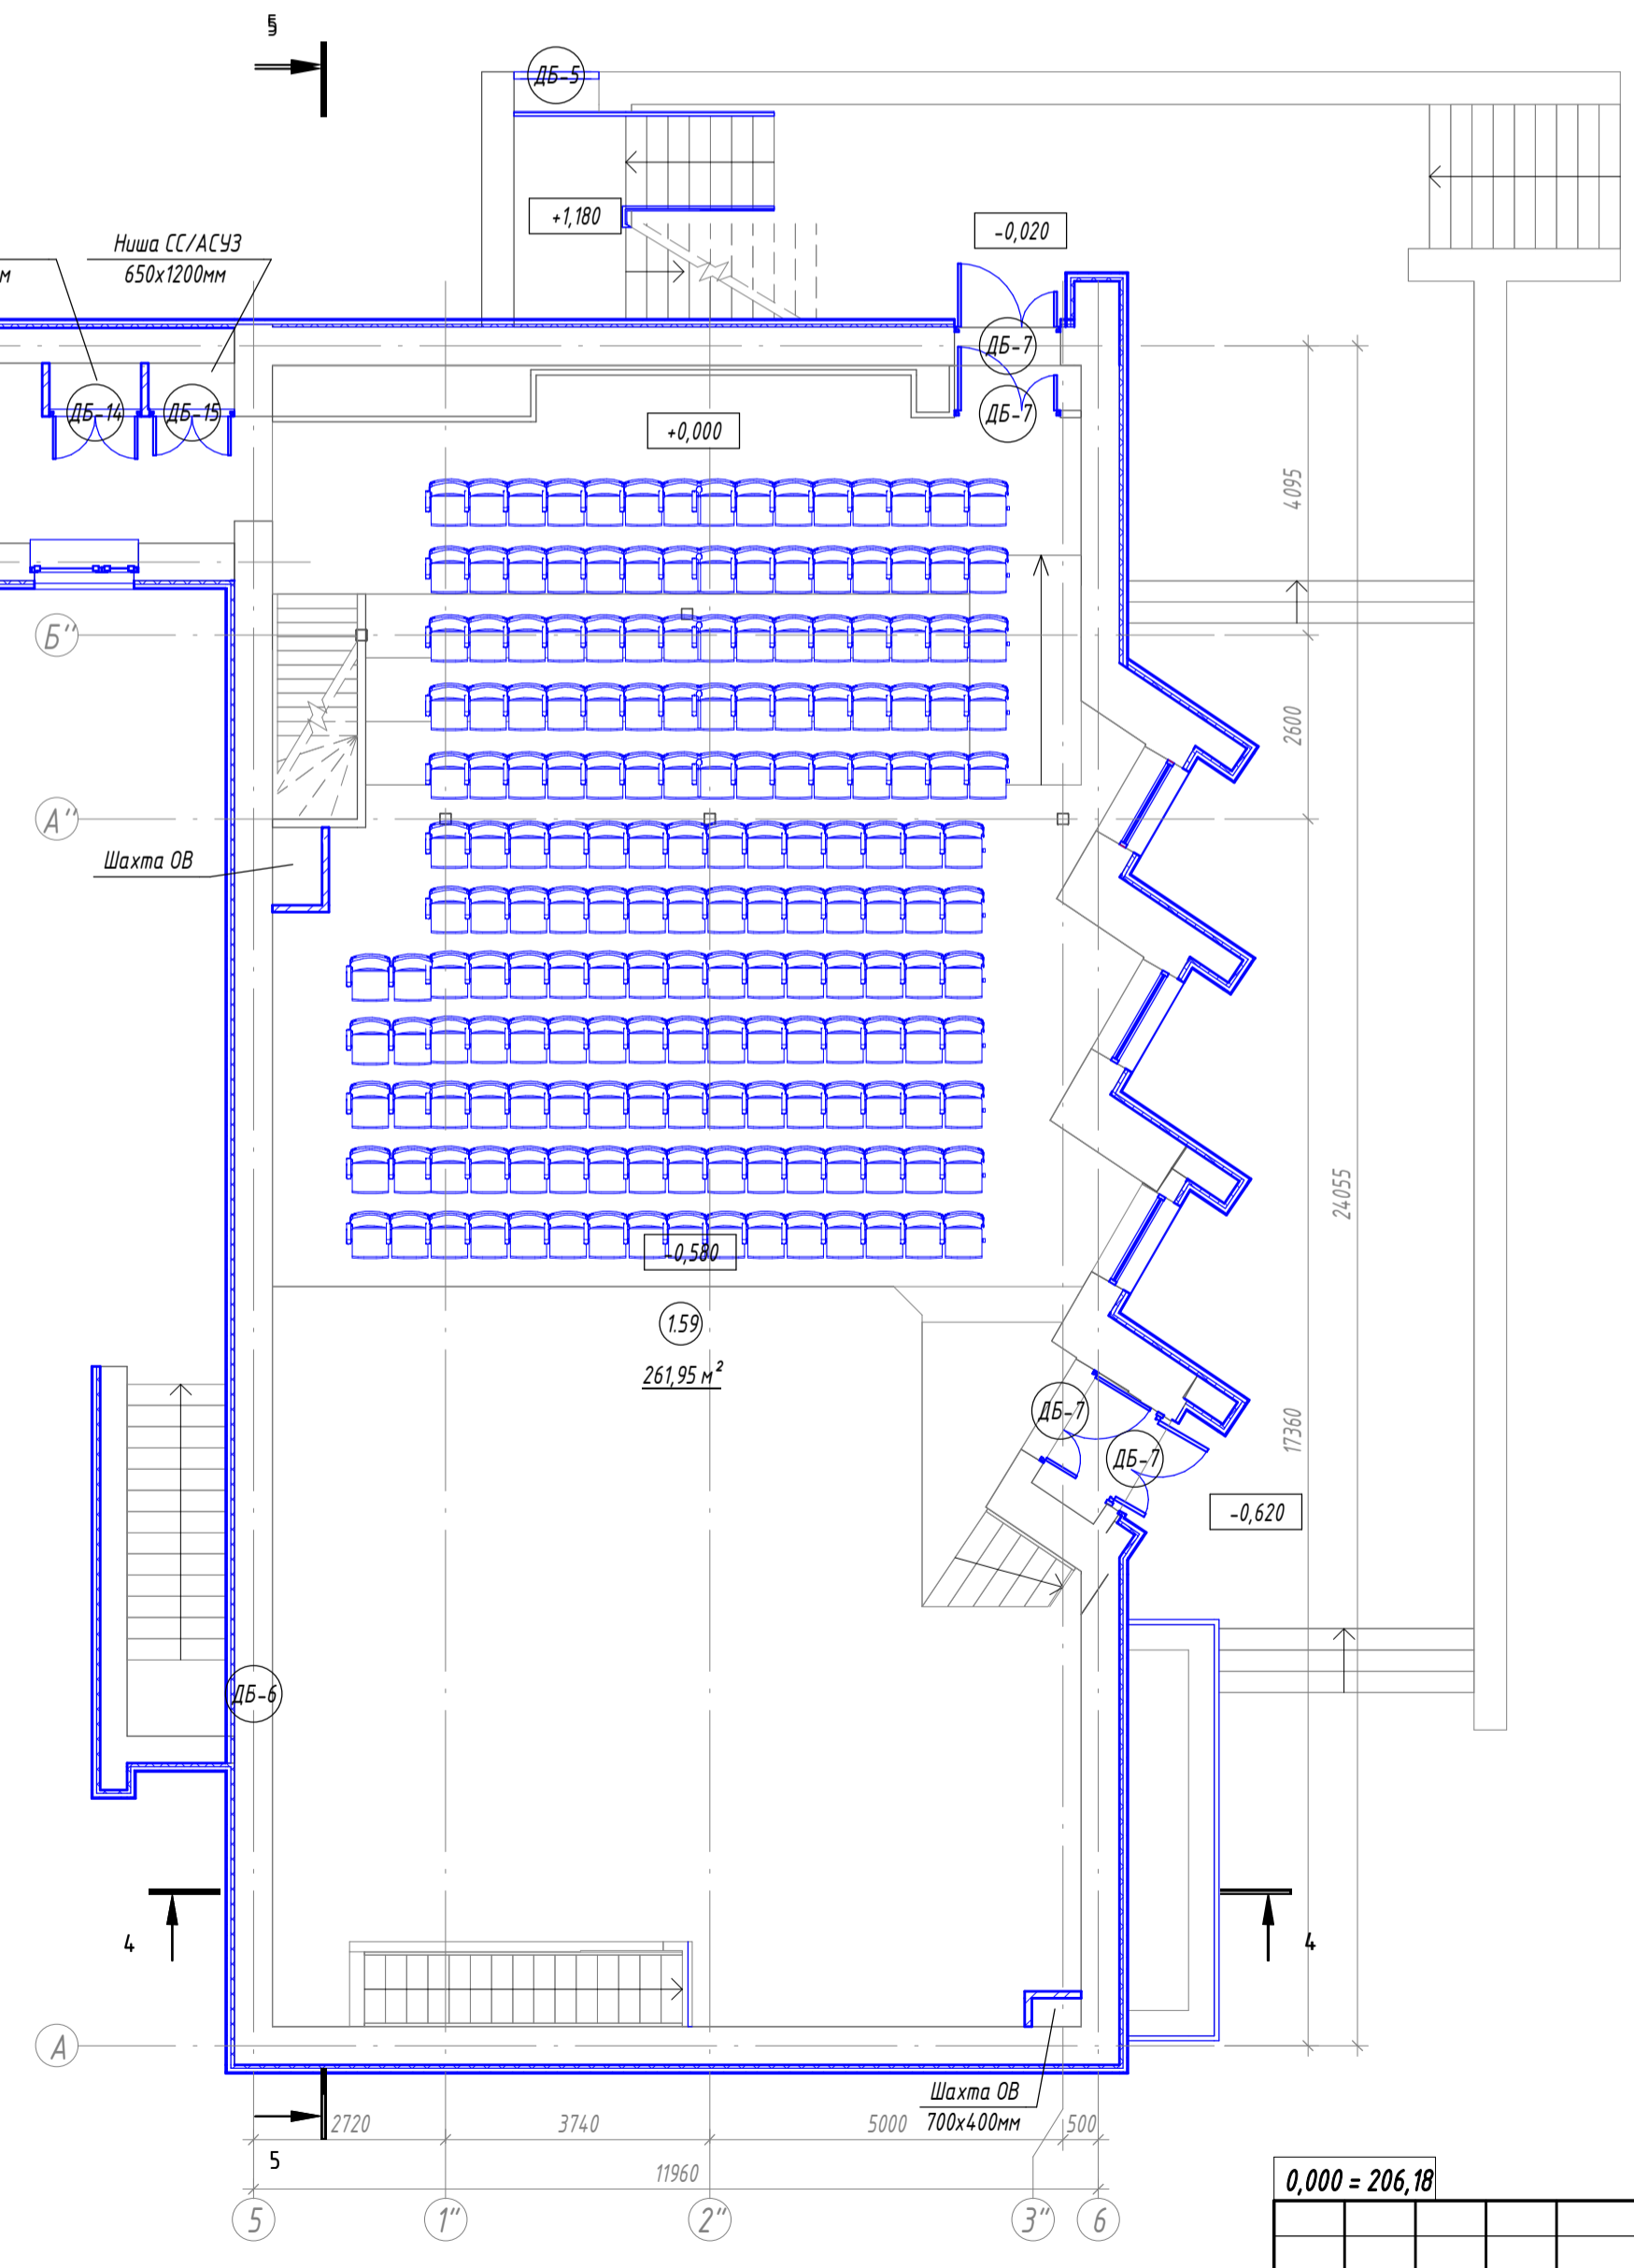 5
ДБ-5
+1,180
-0,020
Ниша СС/АСУЗ
650х1200мм
м
ДБ-7
ДБ-14
ДБ-15
ДБ-7
+0,000
4095
Б''
2600
А''
Шахта ОВ
24055
-0,580
1.59
261,95 м²
ДБ-7
ДБ-7
17360
-0,620
ДБ-6
4
4
А
Шахта ОВ
700х400мм
2720
3740
5000
500
5
11960
0,000 = 206,18
5
1''
2''
3''
6